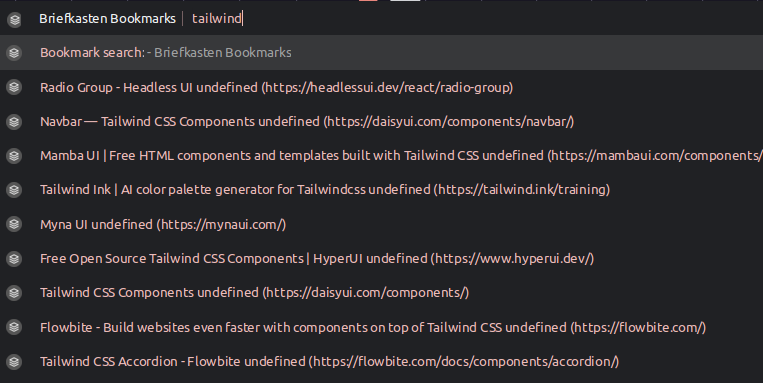 Briefkasten Bookmarks | tailwind
Bookmark search: - Briefkasten Bookmarks
Radio Group - Headless UI undefined (https://headlessui.dev/react/radio-group)
Navbar — Tailwind CSS Components undefined (https://daisyui.com/components/navbar/)
Mamba UI | Free HTML components and templates built with Tailwind CSS undefined (https://mambaui.com/components/
Tailwind Ink | AI color palette generator for Tailwindcss undefined (https://tailwind.ink/training)
Myna UI undefined (https://mynaui.com/)
Free Open Source Tailwind CSS Components | HyperUI undefined (https://www.hyperui.dev/)
Tailwind CSS Components undefined (https://daisyui.com/components/)
Flowbite - Build websites even faster with components on top of Tailwind CSS undefined (https://flowbite.com/)
Tailwind CSS Accordion - Flowbite undefined (https://flowbite.com/docs/components/accordion/)